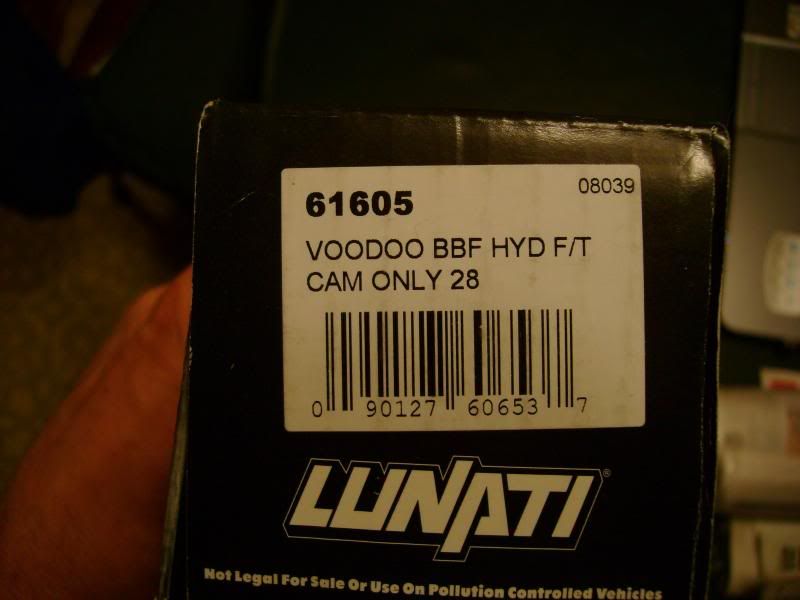 61605 08039
VOODOO BBF HYD F/T
CAM ONLY 28
0 90127 60653 7
LUNATI®
Not Legal For Sale Or Use On Pollution Controlled Vehicles